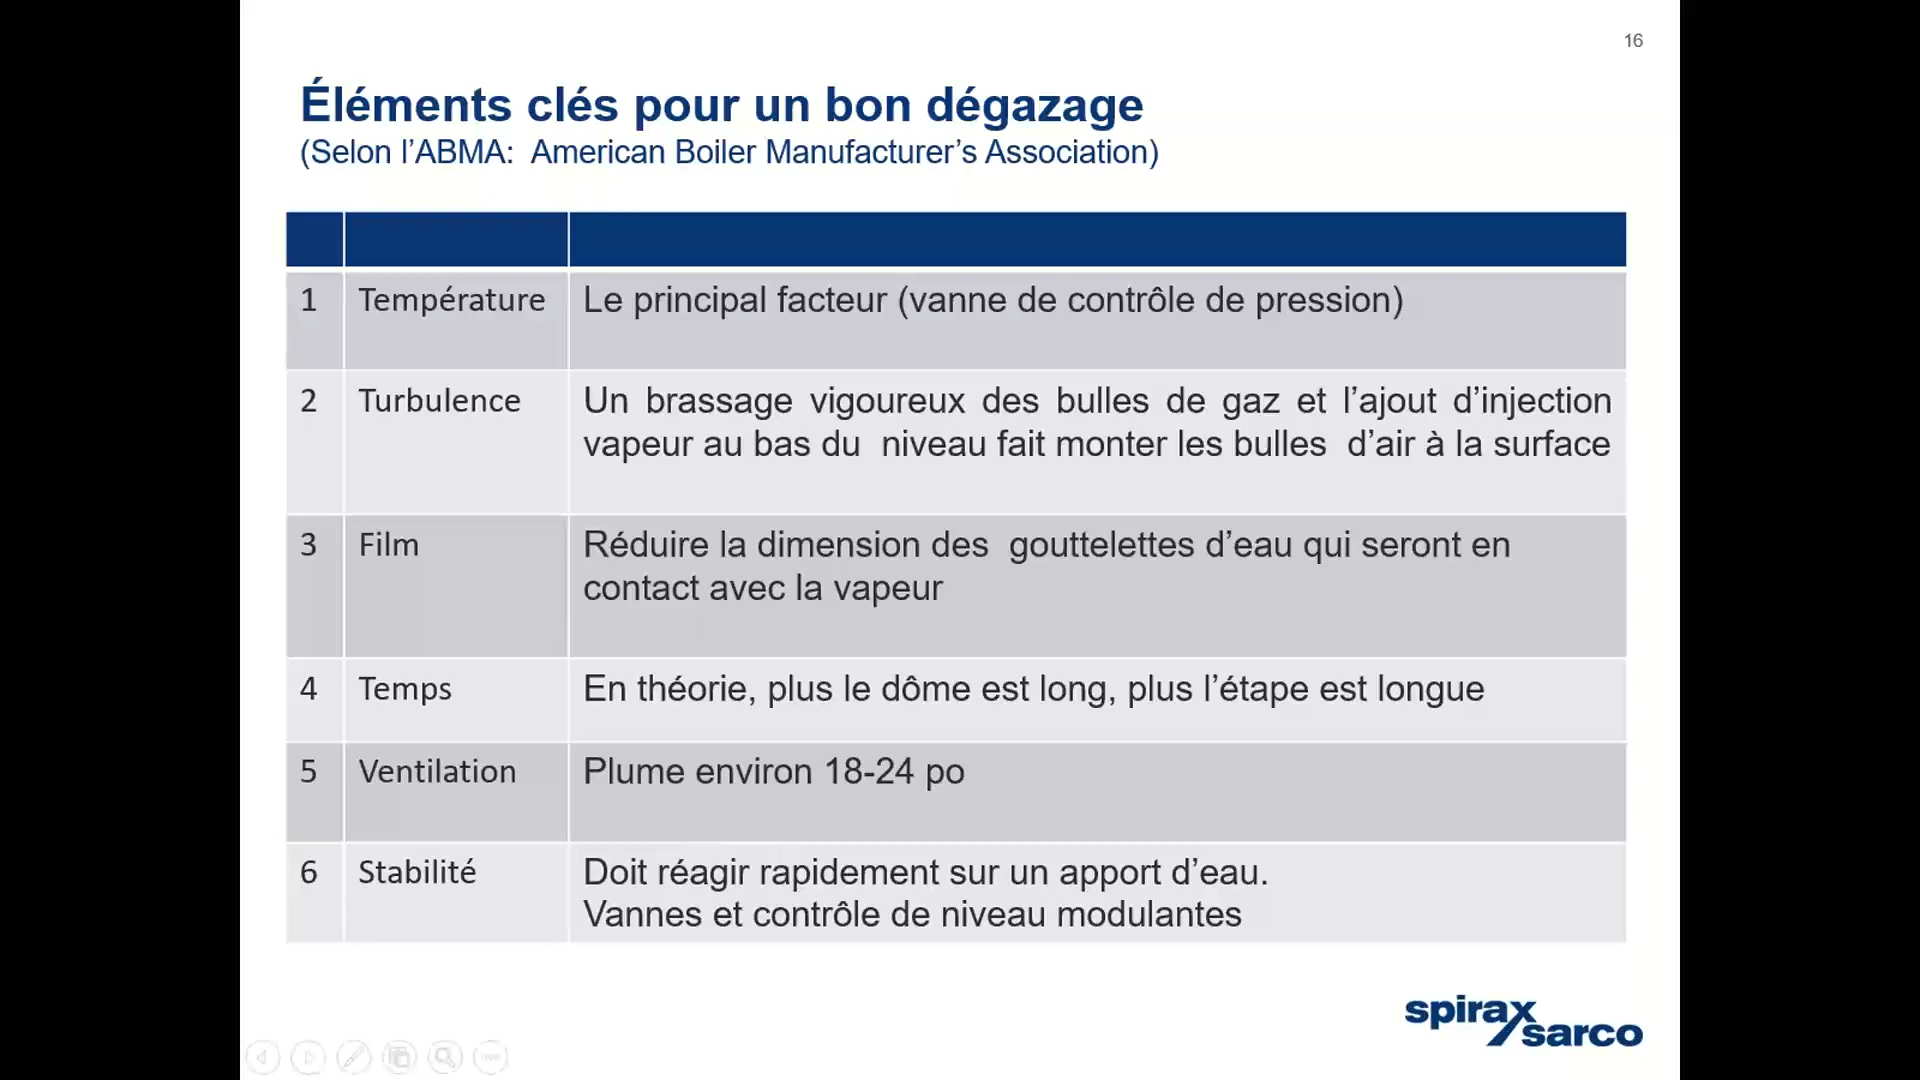 16
Éléments clés pour un bon dégazage
(Selon l’ABMA:  American Boiler Manufacturer’s Association)
1 Température Le principal facteur (vanne de contrôle de pression)
2 Turbulence Un brassage vigoureux des bulles de gaz et l’ajout d’injection
vapeur au bas du  niveau fait monter les bulles  d’air à la surface
3 Film Réduire la dimension des  gouttelettes d’eau qui seront en
contact avec la vapeur
4 Temps En théorie, plus le dôme est long, plus l’étape est longue
5 Ventilation Plume environ 18-24 po
6 Stabilité Doit réagir rapidement sur un apport d’eau.
Vannes et contrôle de niveau modulantes
spirax
sarco